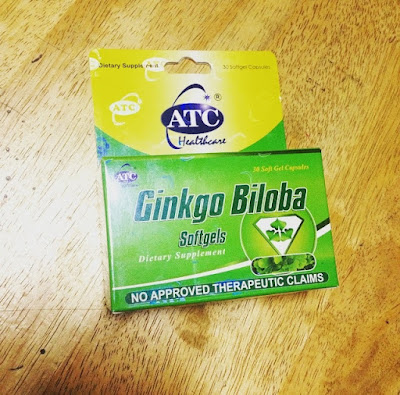 Dietary Supplement
30 Softgel Capsules
ATC
ATC ®
Healthcare
ATC
Healthcare
30 Soft Gel Capsules
Ginkgo Biloba
Softgels
Dietary Supplement
NO APPROVED THERAPEUTIC CLAIMS